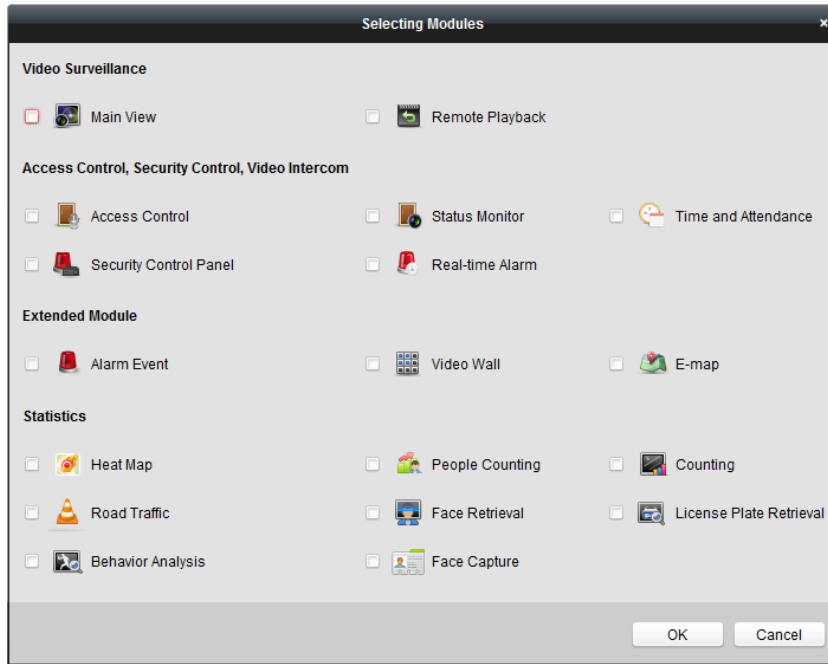 Selecting Modules
Video Surveillance
Main View Remote Playback
Access Control, Security Control, Video Intercom
Access Control Status Monitor Time and Attendance
Security Control Panel Real-time Alarm
Extended Module
Alarm Event Video Wall E-map
Statistics
Heat Map People Counting Counting
Road Traffic Face Retrieval License Plate Retrieval
Behavior Analysis Face Capture
OK Cancel